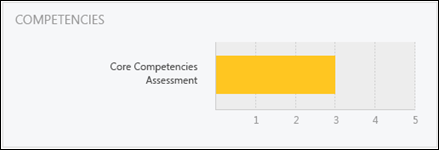 COMPETENCIES
Core Competencies
Assessment
1 2 3 4 5